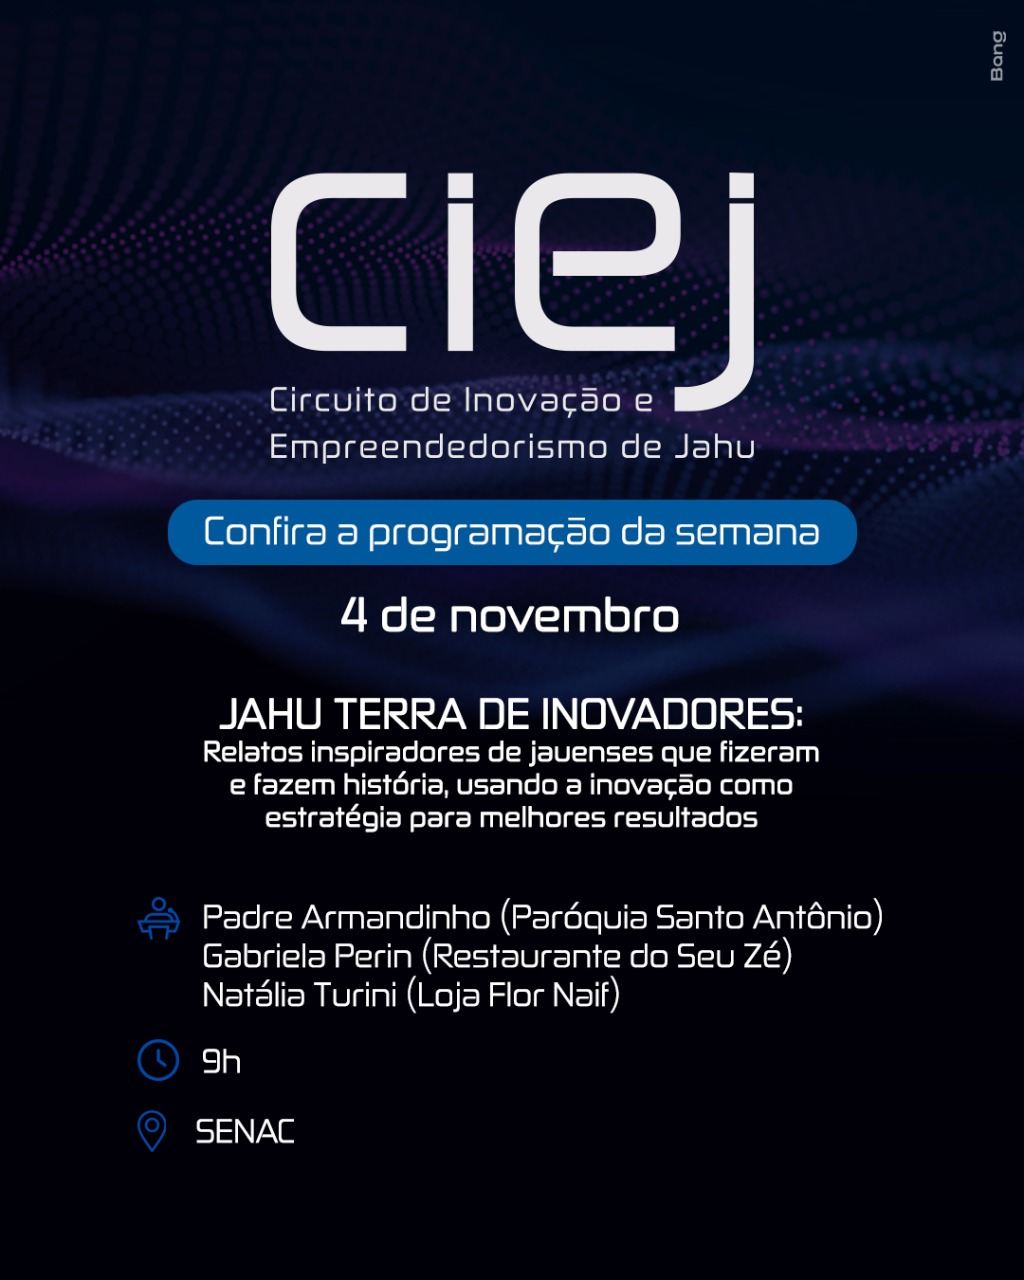 Bang
ciej
Circuito de Inovação e
Empreendedorismo de Jahu
Confira a programação da semana
4 de novembro
JAHU TERRA DE INOVADORES:
Relatos inspiradores de jauenses que fizeram
e fazem história, usando a inovação como
estratégia para melhores resultados
Padre Armandinho (Paróquia Santo Antônio)
Gabriela Perin (Restaurante do Seu Zé)
Natália Turini (Loja Flor Naif)
9h
SENAC